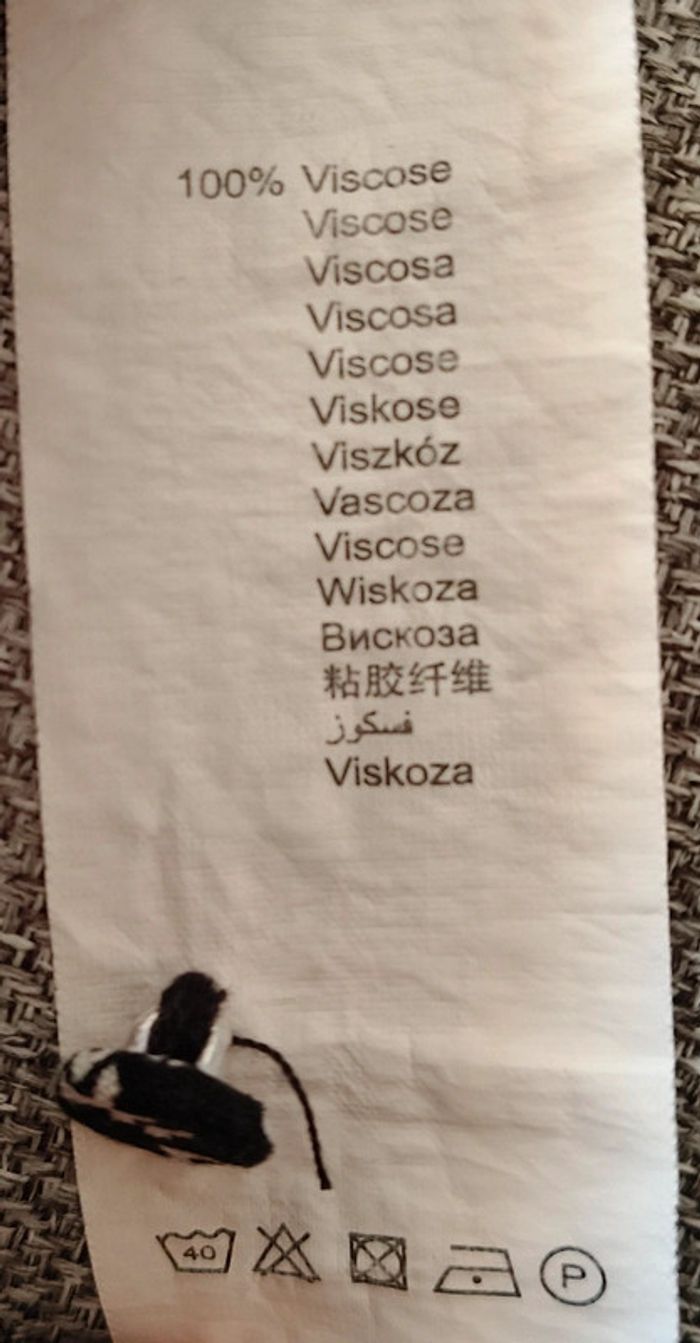 100% Viscose
Viscose
Viscosa
Viscosa
Viscose
Viskose
Viszkóz
Vascoza
Viscose
Wiskoza
Вискоза
粘胶纤维
فسكوز
Viskoza
40
P